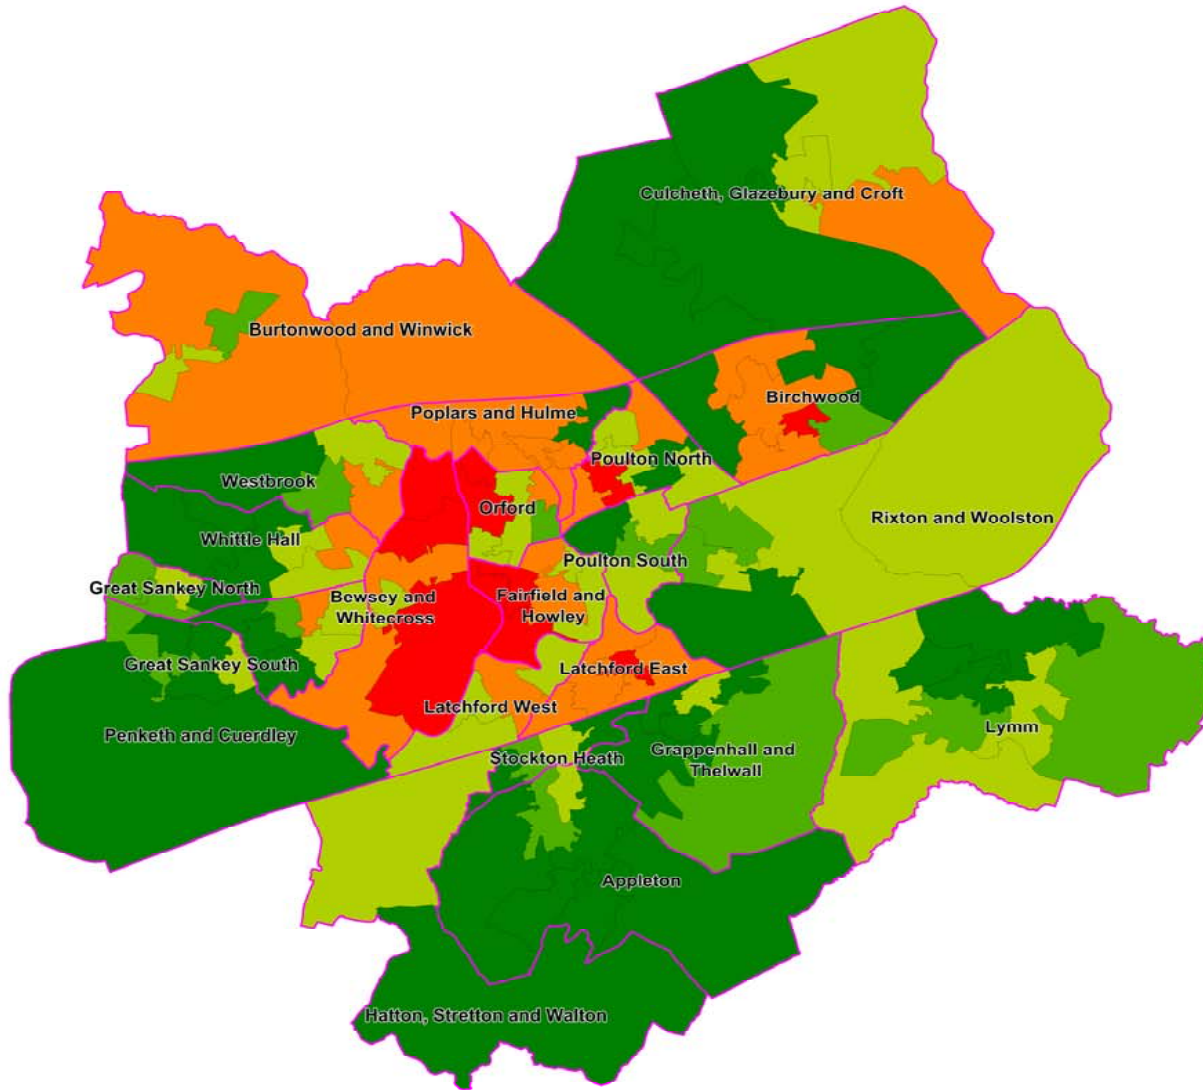 Culcheth, Glazebury and Croft
Burtonwood and Winwick
Birchwood
Poplars and Hulme
Poulton North
Westbrook
Orford
Rixton and Woolston
Whittle Hall
Poulton South
Great Sankey North
Bewsey and
Whitecross
Fairfield and
Howley
Great Sankey South
Latchford East
Latchford West
Lymm
Penketh and Cuerdley
Stockton Heath
Grappenhall and
Thelwall
Appleton
Hatton, Stretton and Walton